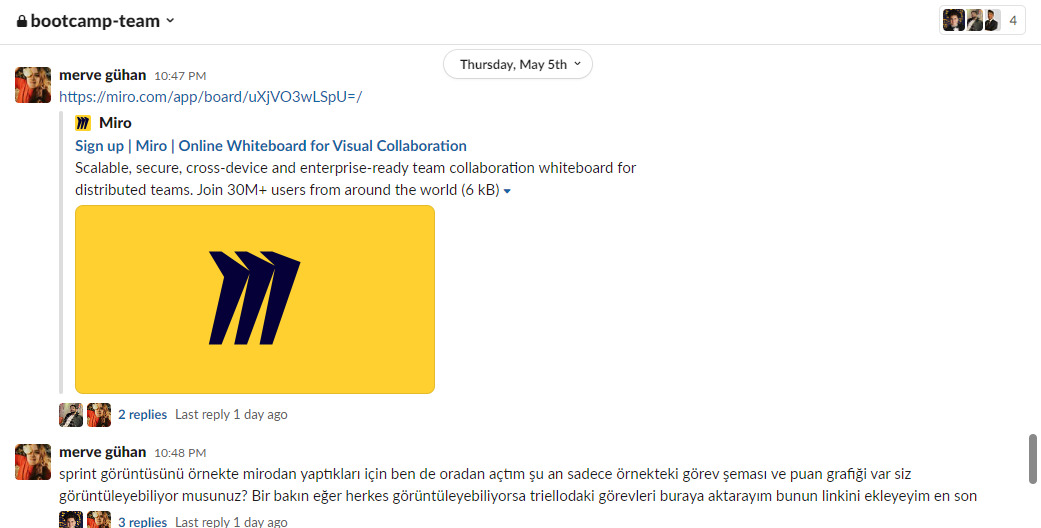 bootcamp-team
4
Thursday, May 5th
merve gühan 10:47 PM
https://miro.com/app/board/uXjVO3wLSpU=/
Miro
Sign up | Miro | Online Whiteboard for Visual Collaboration
Scalable, secure, cross-device and enterprise-ready team collaboration whiteboard for
distributed teams. Join 30M+ users from around the world (6 kB)
2 replies Last reply 1 day ago
merve gühan 10:48 PM
sprint görüntüsünü örnekte mirodan yaptıkları için ben de oradan açtım şu an sadece örnekteki görev şeması ve puan grafiği var siz
görüntüleyebiliyor musunuz? Bir bakın eğer herkes görüntüleyebiliyorsa triellodaki görevleri buraya aktarayım bunun linkini ekleyeyim en son
3 replies Last reply 1 day ago